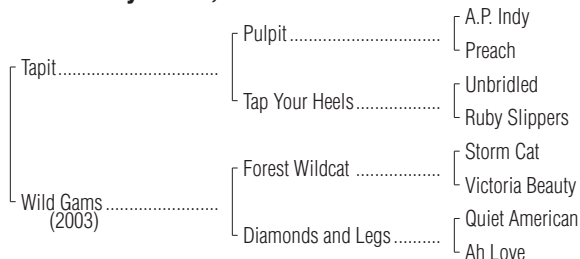 A.P. Indy
Pulpit
Preach
Tapit
Unbridled
Tap Your Heels
Ruby Slippers
Storm Cat
Forest Wildcat
Victoria Beauty
Wild Gams
(2003)
Quiet American
Diamonds and Legs
Ah Love